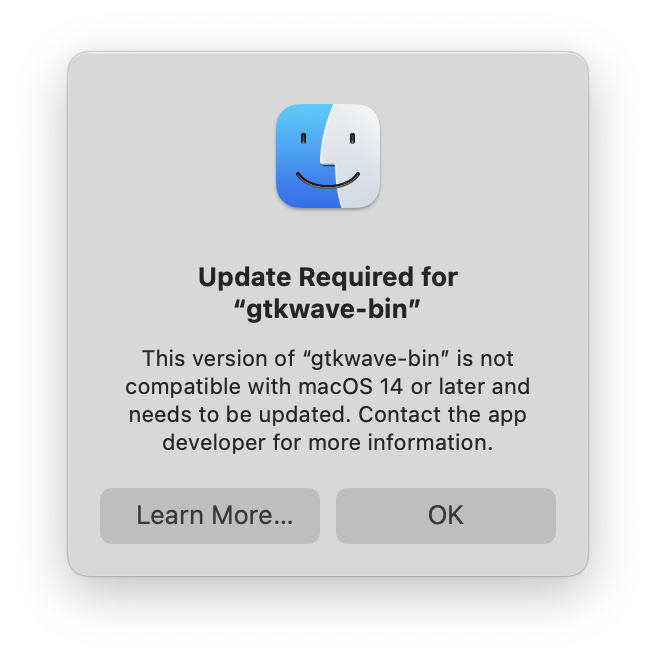 Update Required for
“gtkwave-bin”
This version of “gtkwave-bin” is not
compatible with macOS 14 or later and
needs to be updated. Contact the app
developer for more information.
Learn More...
OK